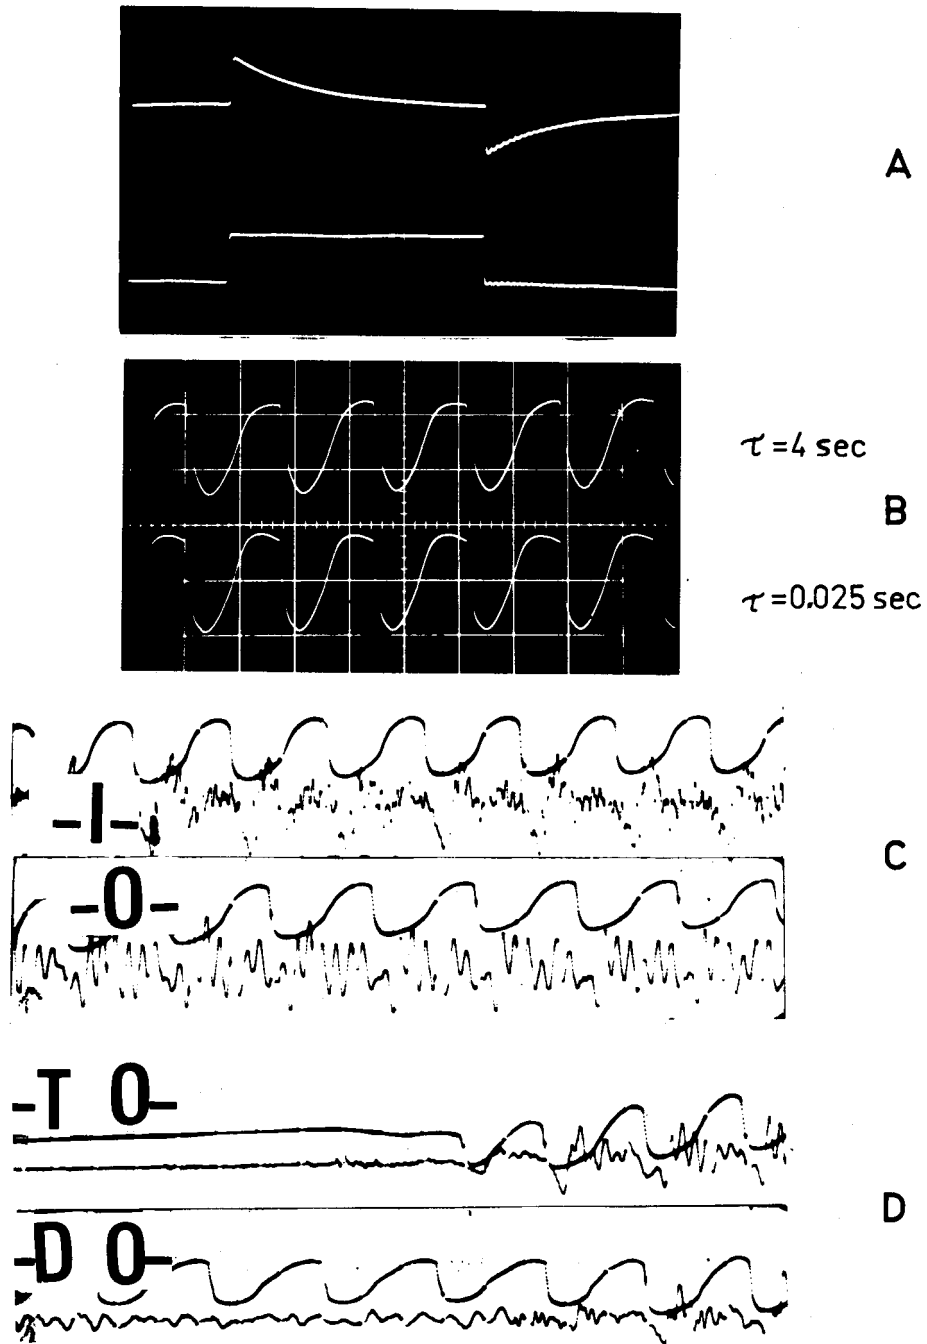 A
τ = 4 sec
B
τ = 0.025 sec
-I-
C
-O-
-T O-
D
-D O-